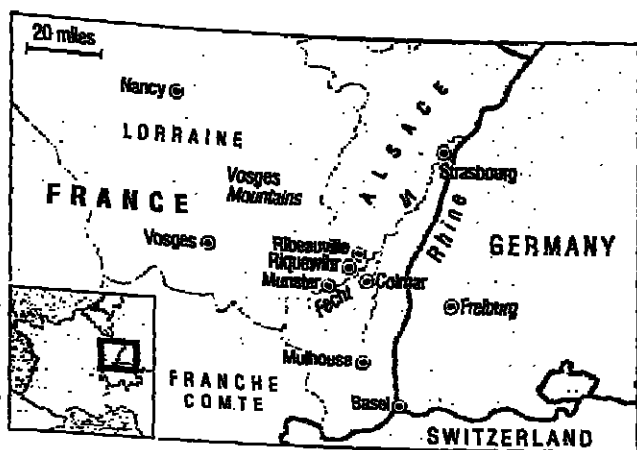 20 miles
Nancy
LORRAINE
ALSACE
Strasbourg
Vosges
Mountains
FRANCE
Rhine
Vosges
Ribeauville
Riquewihr
Munster
Colmar
GERMANY
Freiburg
Mulhouse
FRANCHE
COMTE
Basel
SWITZERLAND